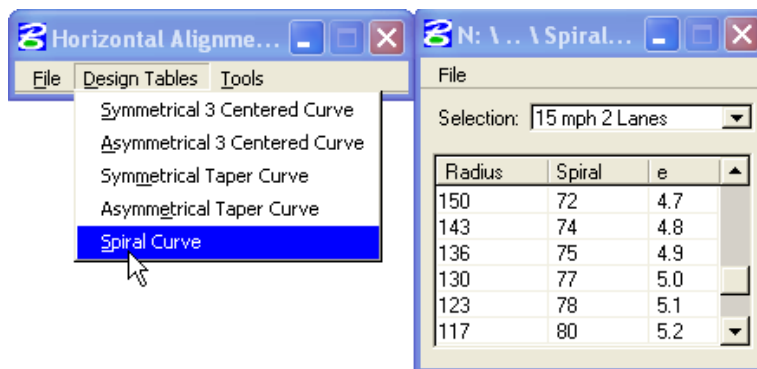 Horizontal Alignme...
File Design Tables Tools
Symmetrical 3 Centered Curve
Asymmetrical 3 Centered Curve
Symmetrical Taper Curve
Asymmetrical Taper Curve
Spiral Curve
N: \ .. \ Spiral...
File
Selection: 15 mph 2 Lanes
Radius Spiral e
150 72 4.7
143 74 4.8
136 75 4.9
130 77 5.0
123 78 5.1
117 80 5.2